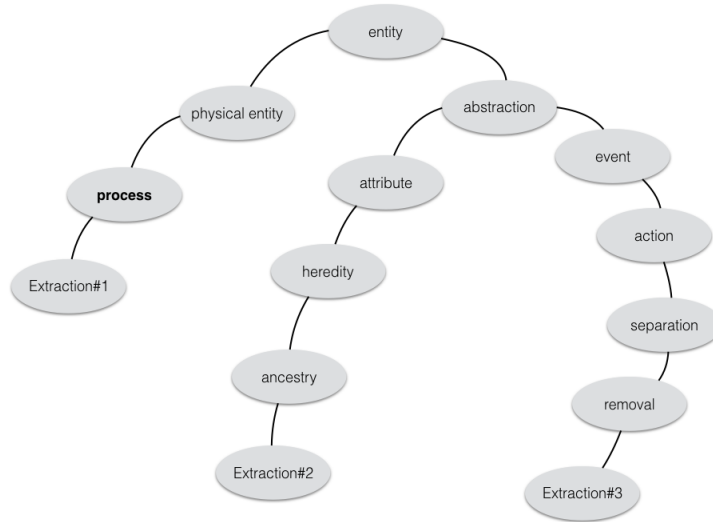 entity
physical entity
abstraction
process
attribute
event
Extraction#1
heredity
action
ancestry
separation
Extraction#2
removal
Extraction#3